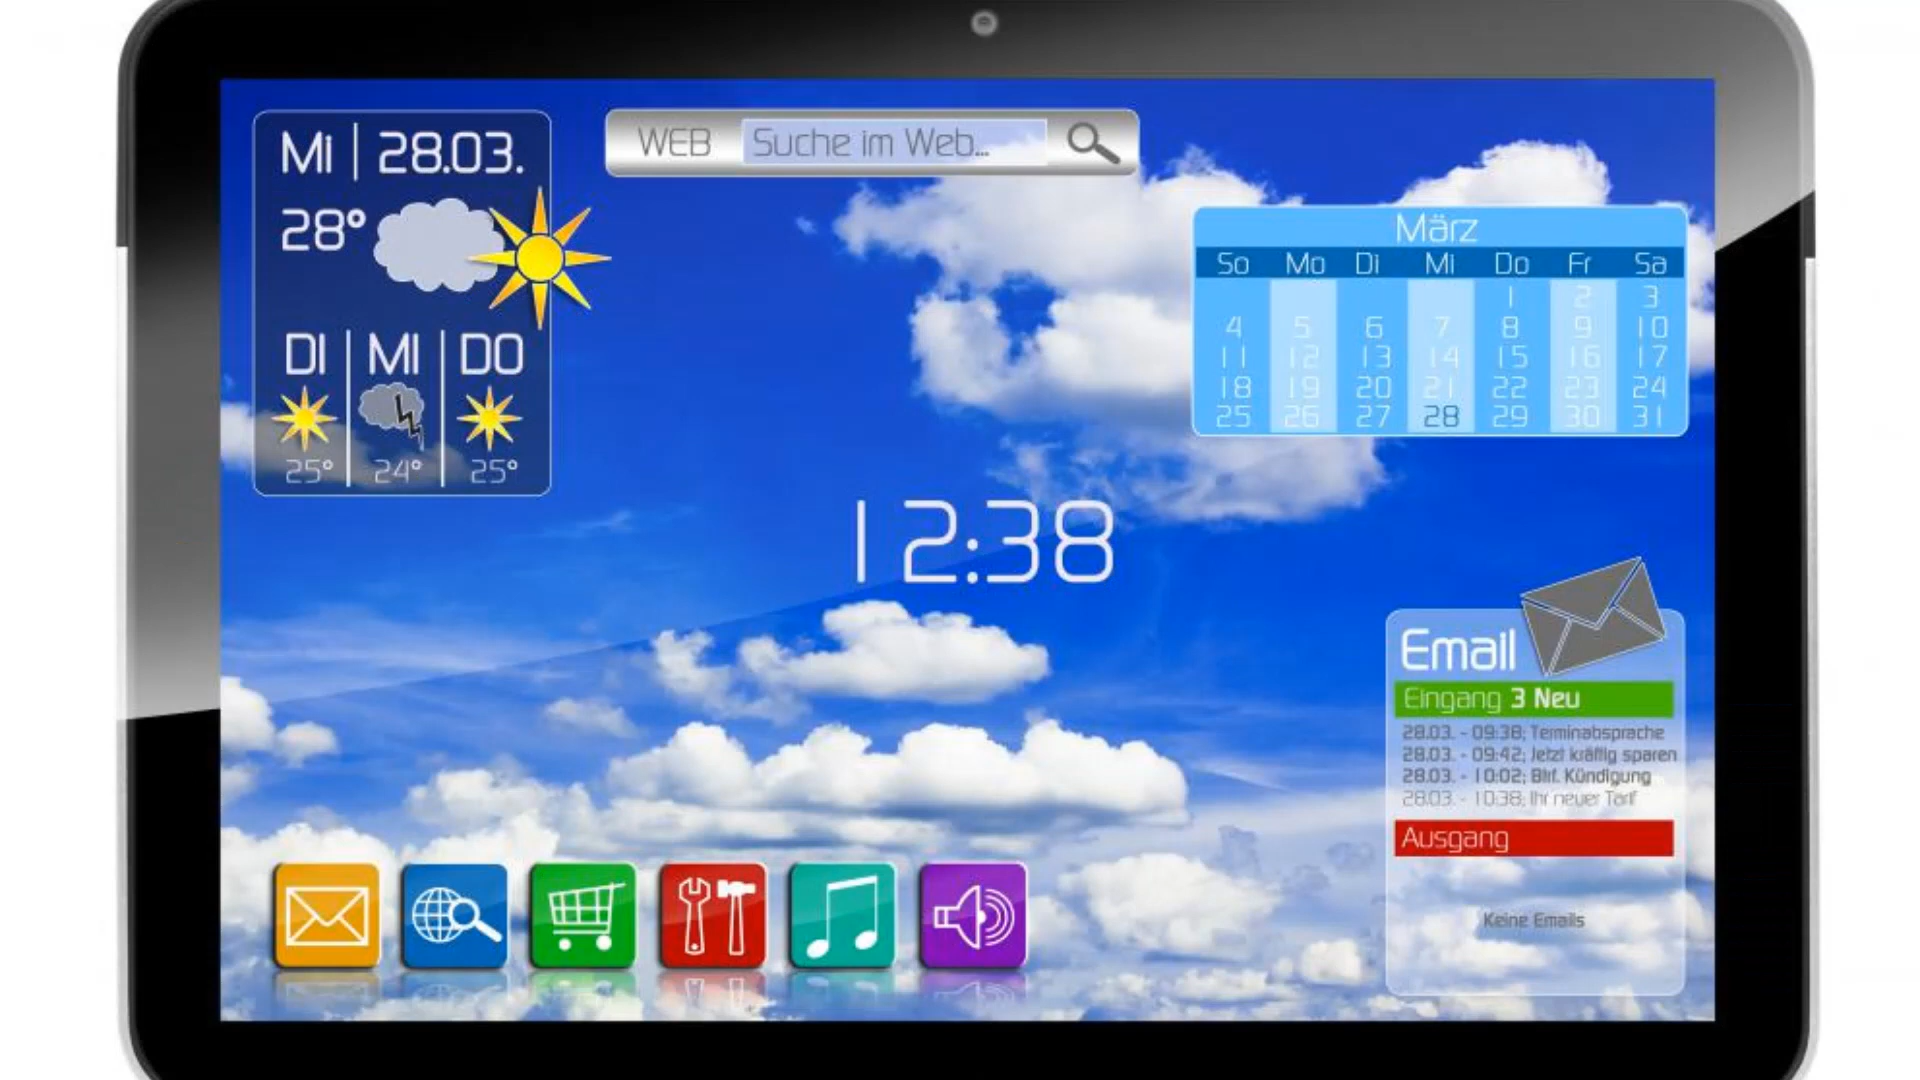 Mi | 28.03.
28°
DI | MI | DO
25° 24° 25°
WEB Suche im Web...
März
So Mo Di Mi Do Fr Sa
1 2 3
4 5 6 7 8 9 10
11 12 13 14 15 16 17
18 19 20 21 22 23 24
25 26 27 28 29 30 31
12:38
Email
Eingang 3 Neu
28.03. - 09:38; Terminabsprache
28.03. - 09:42; Jetzt kräftig sparen
28.03. - 10:02; Btrf. Kündigung
28.03. - 10:38; Ihr neuer Tarif
Ausgang
Keine Emails